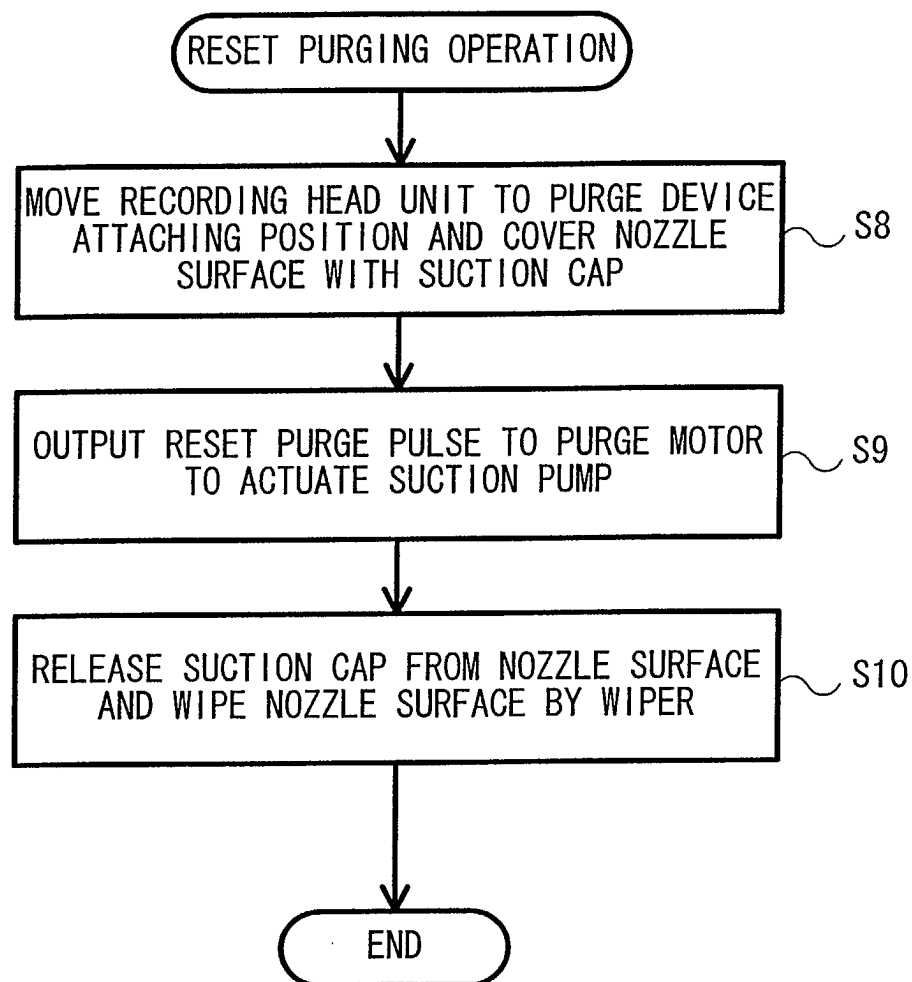 RESET PURGING OPERATION
MOVE RECORDING HEAD UNIT TO PURGE DEVICE
ATTACHING POSITION AND COVER NOZZLE
SURFACE WITH SUCTION CAP
S8
OUTPUT RESET PURGE PULSE TO PURGE MOTOR
TO ACTUATE SUCTION PUMP
S9
RELEASE SUCTION CAP FROM NOZZLE SURFACE
AND WIPE NOZZLE SURFACE BY WIPER
S10
END